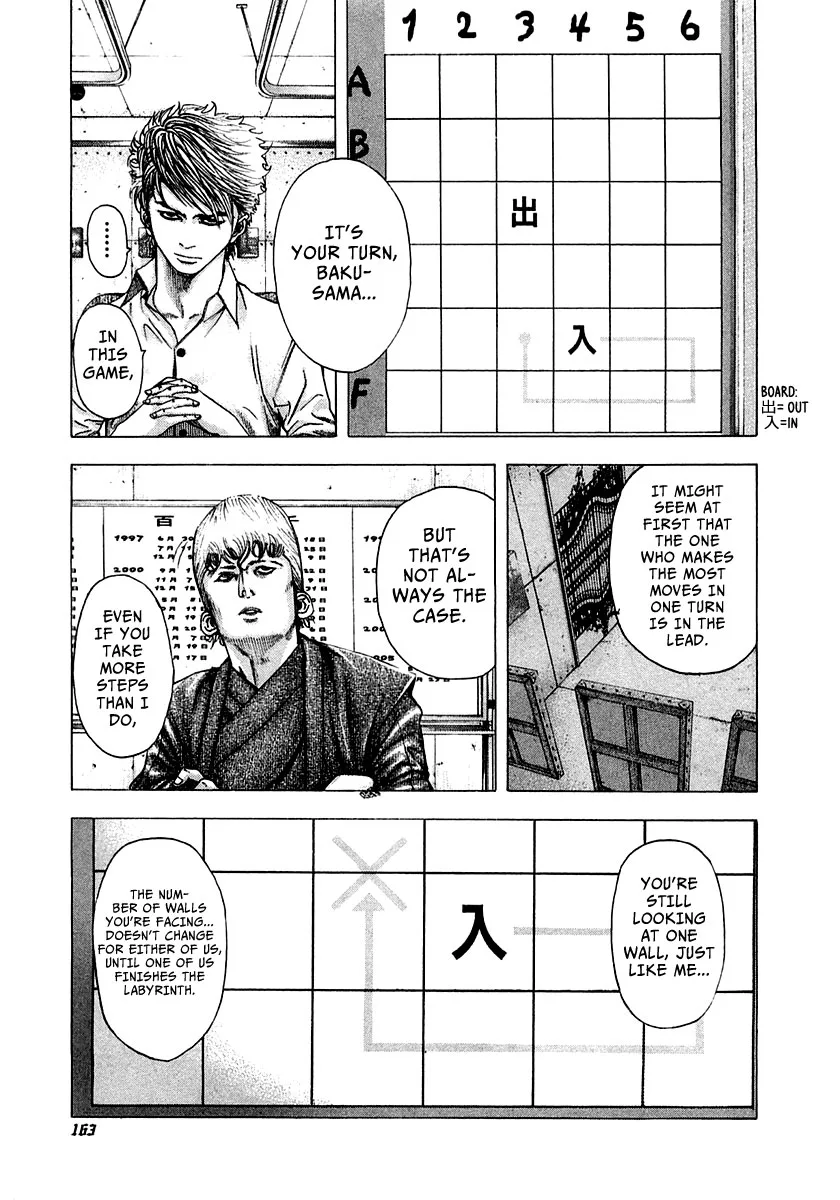 1 2 3 4 5 6
A
B
F
出
入
IT'S
YOUR TURN,
BAKU-
SAMA...
......
IN
THIS
GAME,
BOARD:
出= OUT
入=IN
IT MIGHT
SEEM AT
FIRST THAT
THE ONE
WHO MAKES
THE MOST
MOVES IN
ONE TURN
IS IN THE
LEAD.
BUT
THAT'S
NOT AL-
WAYS THE
CASE.
EVEN
IF YOU
TAKE
MORE
STEPS
THAN I
DO,
百
1997
2000
YOU'RE
STILL
LOOKING
AT ONE
WALL, JUST
LIKE ME...
入
THE NUM-
BER OF WALLS
YOU'RE FACING...
DOESN'T CHANGE
FOR EITHER OF US,
UNTIL ONE OF US
FINISHES THE
LABYRINTH.
163